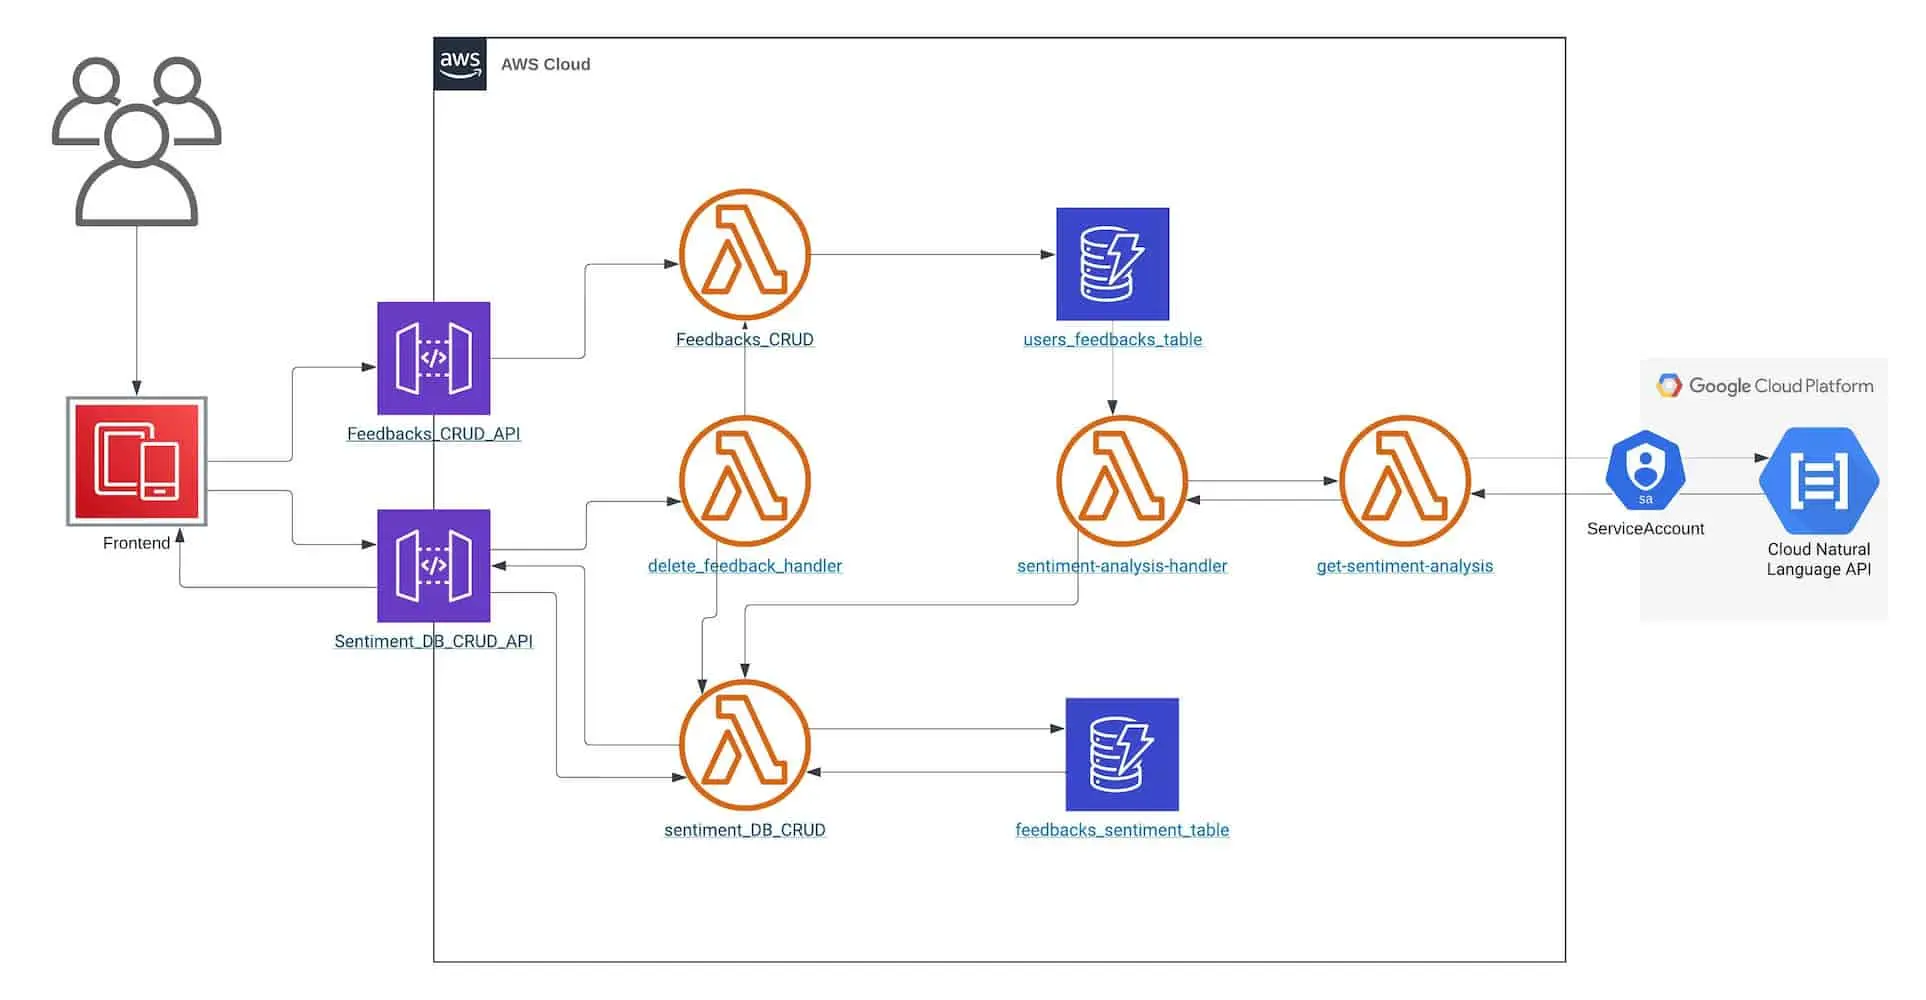 aws
AWS Cloud
Feedbacks_CRUD
users_feedbacks_table
Google Cloud Platform
</>
Feedbacks_CRUD_API
sa
ServiceAccount
Frontend
Cloud Natural
Language API
delete_feedback_handler
sentiment-analysis-handler
get-sentiment-analysis
</>
Sentiment_DB_CRUD_API
sentiment_DB_CRUD
feedbacks_sentiment_table